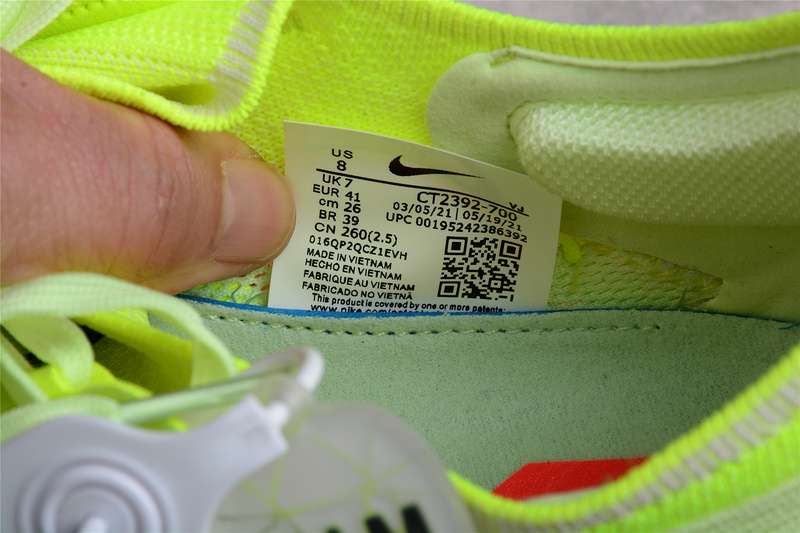 US
8
UK 7
EUR 41
cm 26
BR 39
CN 260(2.5)
016QP2QCZ1EVH
MADE IN VIETNAM
HECHO EN VIETNAM
FABRIQUE AU VIETNAM
FABRICADO NO VIETNÃ
This product is covered by one or more patents:
CT2392-700 VJ
03/05/21 | 05/19/21
UPC 00195242386392